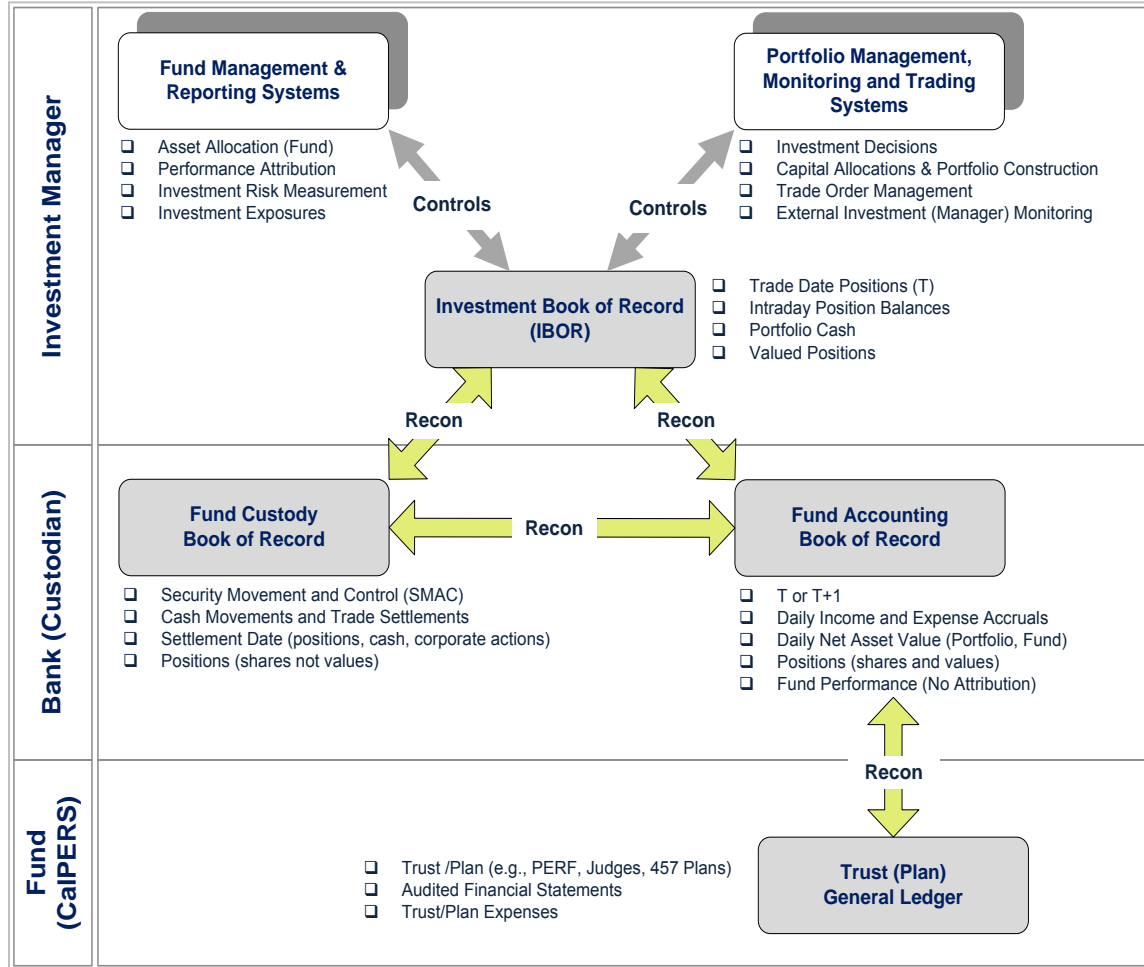 Investment Manager
Fund Management &
Reporting Systems
❑ Asset Allocation (Fund)
❑ Performance Attribution
❑ Investment Risk Measurement
❑ Investment Exposures
Portfolio Management,
Monitoring and Trading
Systems
❑ Investment Decisions
❑ Capital Allocations & Portfolio Construction
❑ Trade Order Management
❑ External Investment (Manager) Monitoring
Controls
Controls
Investment Book of Record
(IBOR)
❑ Trade Date Positions (T)
❑ Intraday Position Balances
❑ Portfolio Cash
❑ Valued Positions
Recon
Recon
Bank (Custodian)
Fund Custody
Book of Record
Recon
Fund Accounting
Book of Record
❑ Security Movement and Control (SMAC)
❑ Cash Movements and Trade Settlements
❑ Settlement Date (positions, cash, corporate actions)
❑ Positions (shares not values)
❑ T or T+1
❑ Daily Income and Expense Accruals
❑ Daily Net Asset Value (Portfolio, Fund)
❑ Positions (shares and values)
❑ Fund Performance (No Attribution)
Recon
Fund
(CalPERS)
❑ Trust /Plan (e.g., PERF, Judges, 457 Plans)
❑ Audited Financial Statements
❑ Trust/Plan Expenses
Trust (Plan)
General Ledger